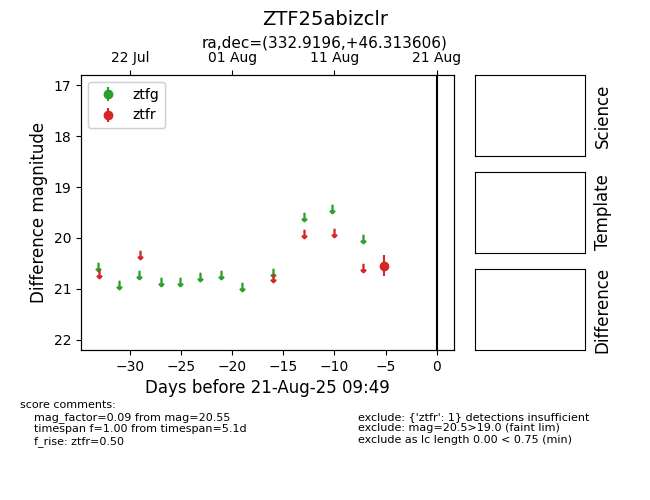 ZTF25abizclr
ra,dec=(332.9196,+46.313606)
22 Jul 01 Aug 11 Aug 21 Aug
ztfg
ztfr
17
18
19
20
21
22
Difference magnitude
−30 −25 −20 −15 −10 −5 0
Days before 21-Aug-25 09:49
Science
Template
Difference
score comments:
mag_factor=0.09 from mag=20.55
timespan f=1.00 from timespan=5.1d
f_rise: ztfr=0.50
exclude: {'ztfr': 1} detections insufficient
exclude: mag=20.5>19.0 (faint lim)
exclude as lc length 0.00 < 0.75 (min)